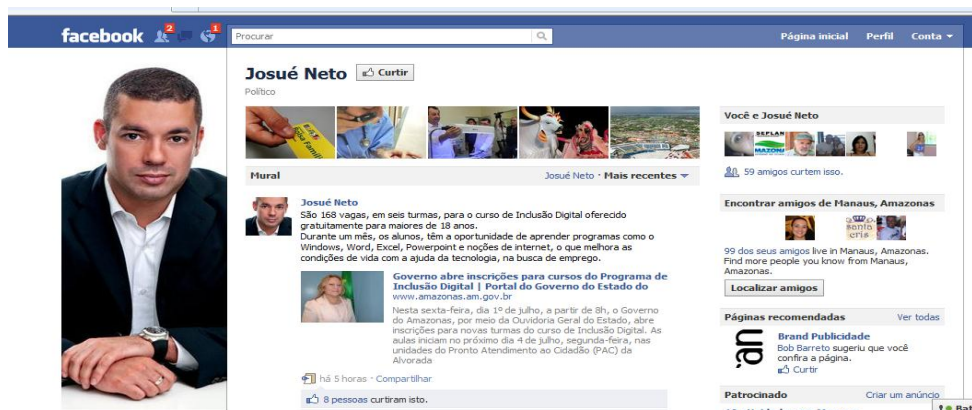 facebook
2
1
Procurar
Página inicial Perfil Conta
Josué Neto Curtir
Político
Mural
Josué Neto · Mais recentes
Josué Neto
São 168 vagas, em seis turmas, para o curso de Inclusão Digital oferecido
gratuitamente para maiores de 18 anos.
Durante um mês, os alunos, têm a oportunidade de aprender programas como o
Windows, Word, Excel, Powerpoint e noções de internet, o que melhora as
condições de vida com a ajuda da tecnologia, na busca de emprego.
Governo abre inscrições para cursos do Programa de
Inclusão Digital | Portal do Governo do Estado do
www.amazonas.am.gov.br
Nesta sexta-feira, dia 1º de julho, a partir de 8h, o Governo
do Amazonas, por meio da Ouvidoria Geral do Estado, abre
inscrições para novas turmas do curso de Inclusão Digital. As
aulas iniciam no próximo dia 4 de julho, segunda-feira, nas
unidades do Pronto Atendimento ao Cidadão (PAC) da
Alvorada
há 5 horas · Compartilhar
8 pessoas curtiram isto.
Você e Josué Neto
SEPLAN
59 amigos curtem isso.
Encontrar amigos de Manaus, Amazonas
santa
cris
99 dos seus amigos live in Manaus, Amazonas.
Find more people you know from Manaus,
Amazonas.
Localizar amigos
Páginas recomendadas Ver todas
Brand Publicidade
Bob Barreto sugeriu que você
confira a página.
Curtir
Patrocinado Criar um anúncio